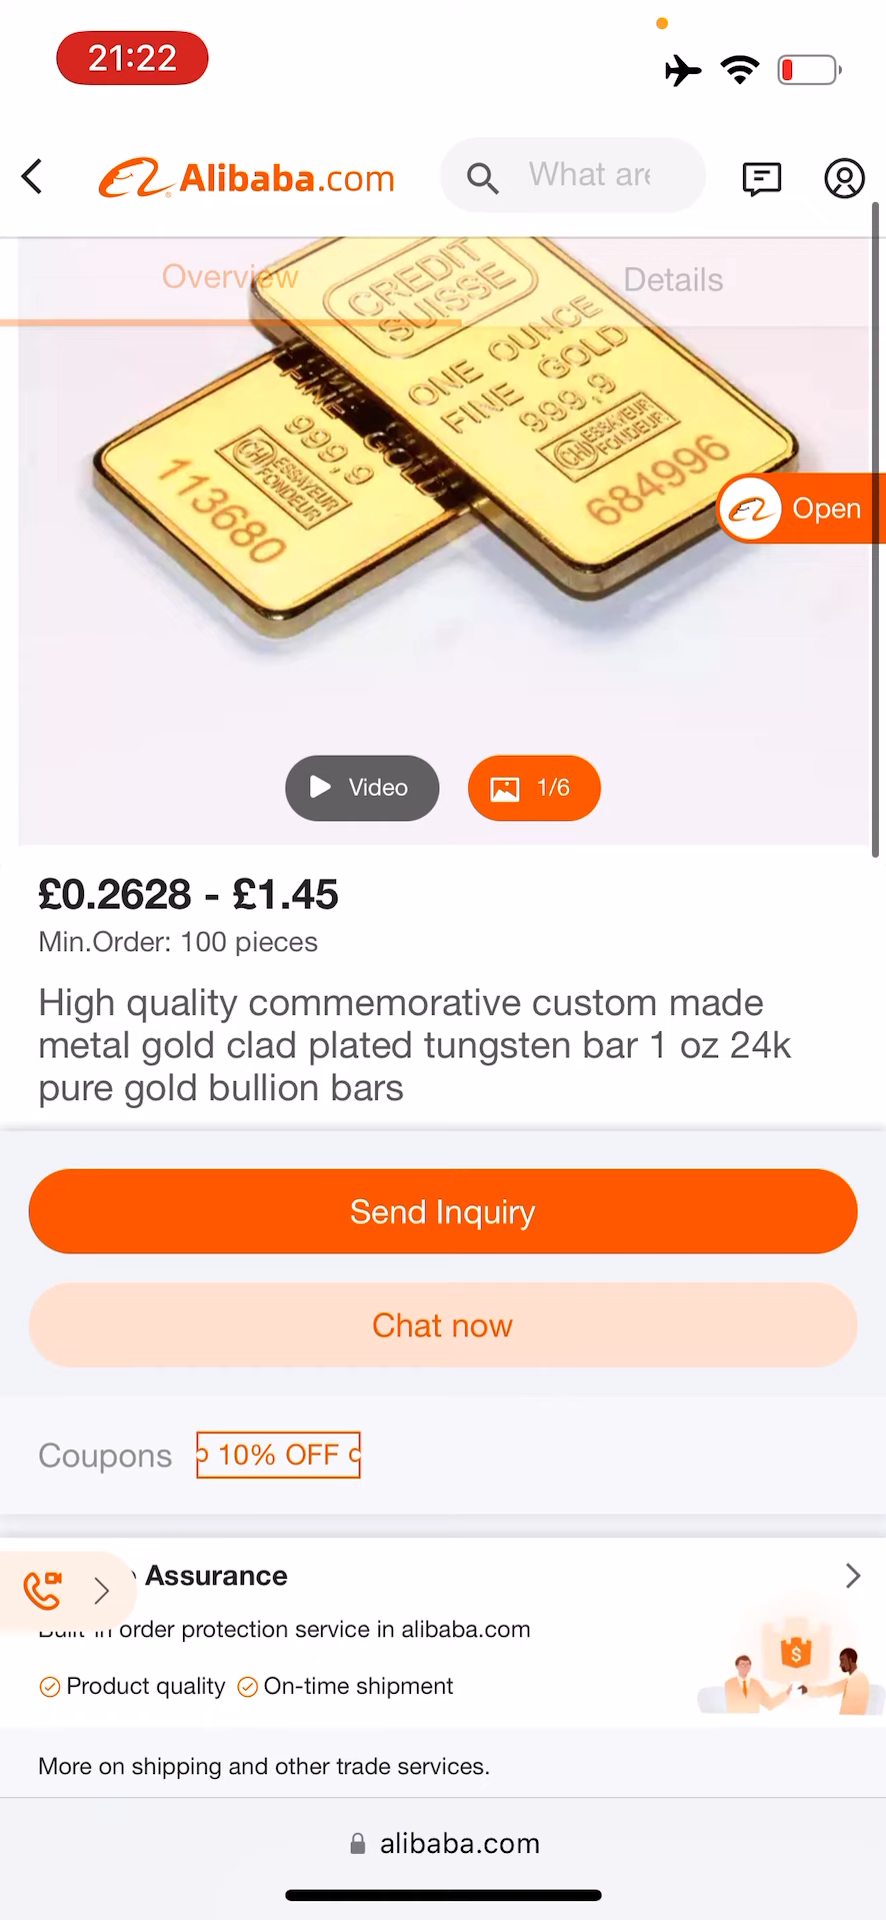 21:22
Alibaba.com
What are
Overview
Details
CREDIT
SUISSE
ONE OUNCE
FINE GOLD
999,9
CHI ESSAYEUR
FONDEUR
684996
FINE GOLD
999,9
CHI ESSAYEUR
FONDEUR
113680
Open
Video
1/6
£0.2628 - £1.45
Min.Order: 100 pieces
High quality commemorative custom made
metal gold clad plated tungsten bar 1 oz 24k
pure gold bullion bars
Send Inquiry
Chat now
Coupons
10% OFF
Assurance
Built-in order protection service in alibaba.com
Product quality
On-time shipment
More on shipping and other trade services.
alibaba.com